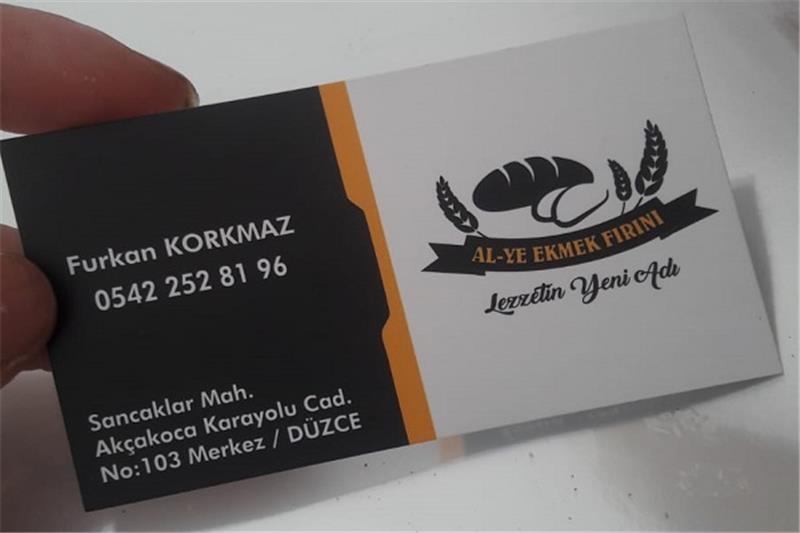 Furkan KORKMAZ
0542 252 81 96
Sancaklar Mah.
Akçakoca Karayolu Cad.
No:103 Merkez / DÜZCE
AL-YE EKMEK FIRINI
Lezzetin Yeni Adı